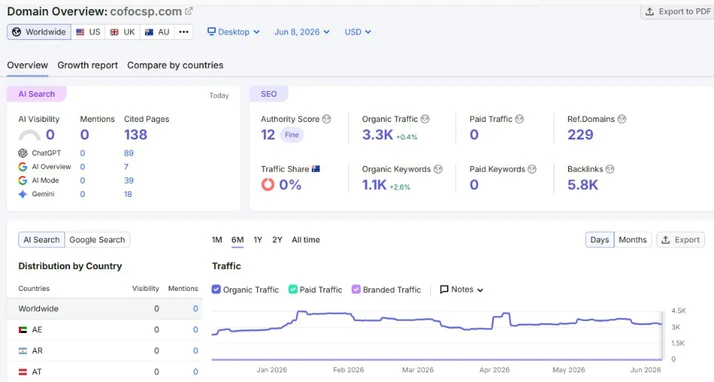 Domain Overview: cofocsp.com
Export to PDF
Worldwide US UK AU ••• Desktop Jun 8, 2026 USD
Overview Growth report Compare by countries
AI Search Today
AI Visibility Mentions Cited Pages
0 0 138
ChatGPT 0 89
AI Overview 0 7
AI Mode 0 39
Gemini 0 18
SEO
Authority Score Organic Traffic Paid Traffic Ref.Domains
12 Fine 3.3K +0.4% 0 229
Traffic Share Organic Keywords Paid Keywords Backlinks
0% 1.1K +2.6% 0 5.8K
AI Search Google Search
Distribution by Country
Countries Visibility Mentions
Worldwide 0 0
AE 0 0
AR 0 0
AT 0 0
1M 6M 1Y 2Y All time Days Months Export
Traffic
Organic Traffic Paid Traffic Branded Traffic Notes
4.5K
3K
1.5K
0
Jan 2026 Feb 2026 Mar 2026 Apr 2026 May 2026 Jun 2026